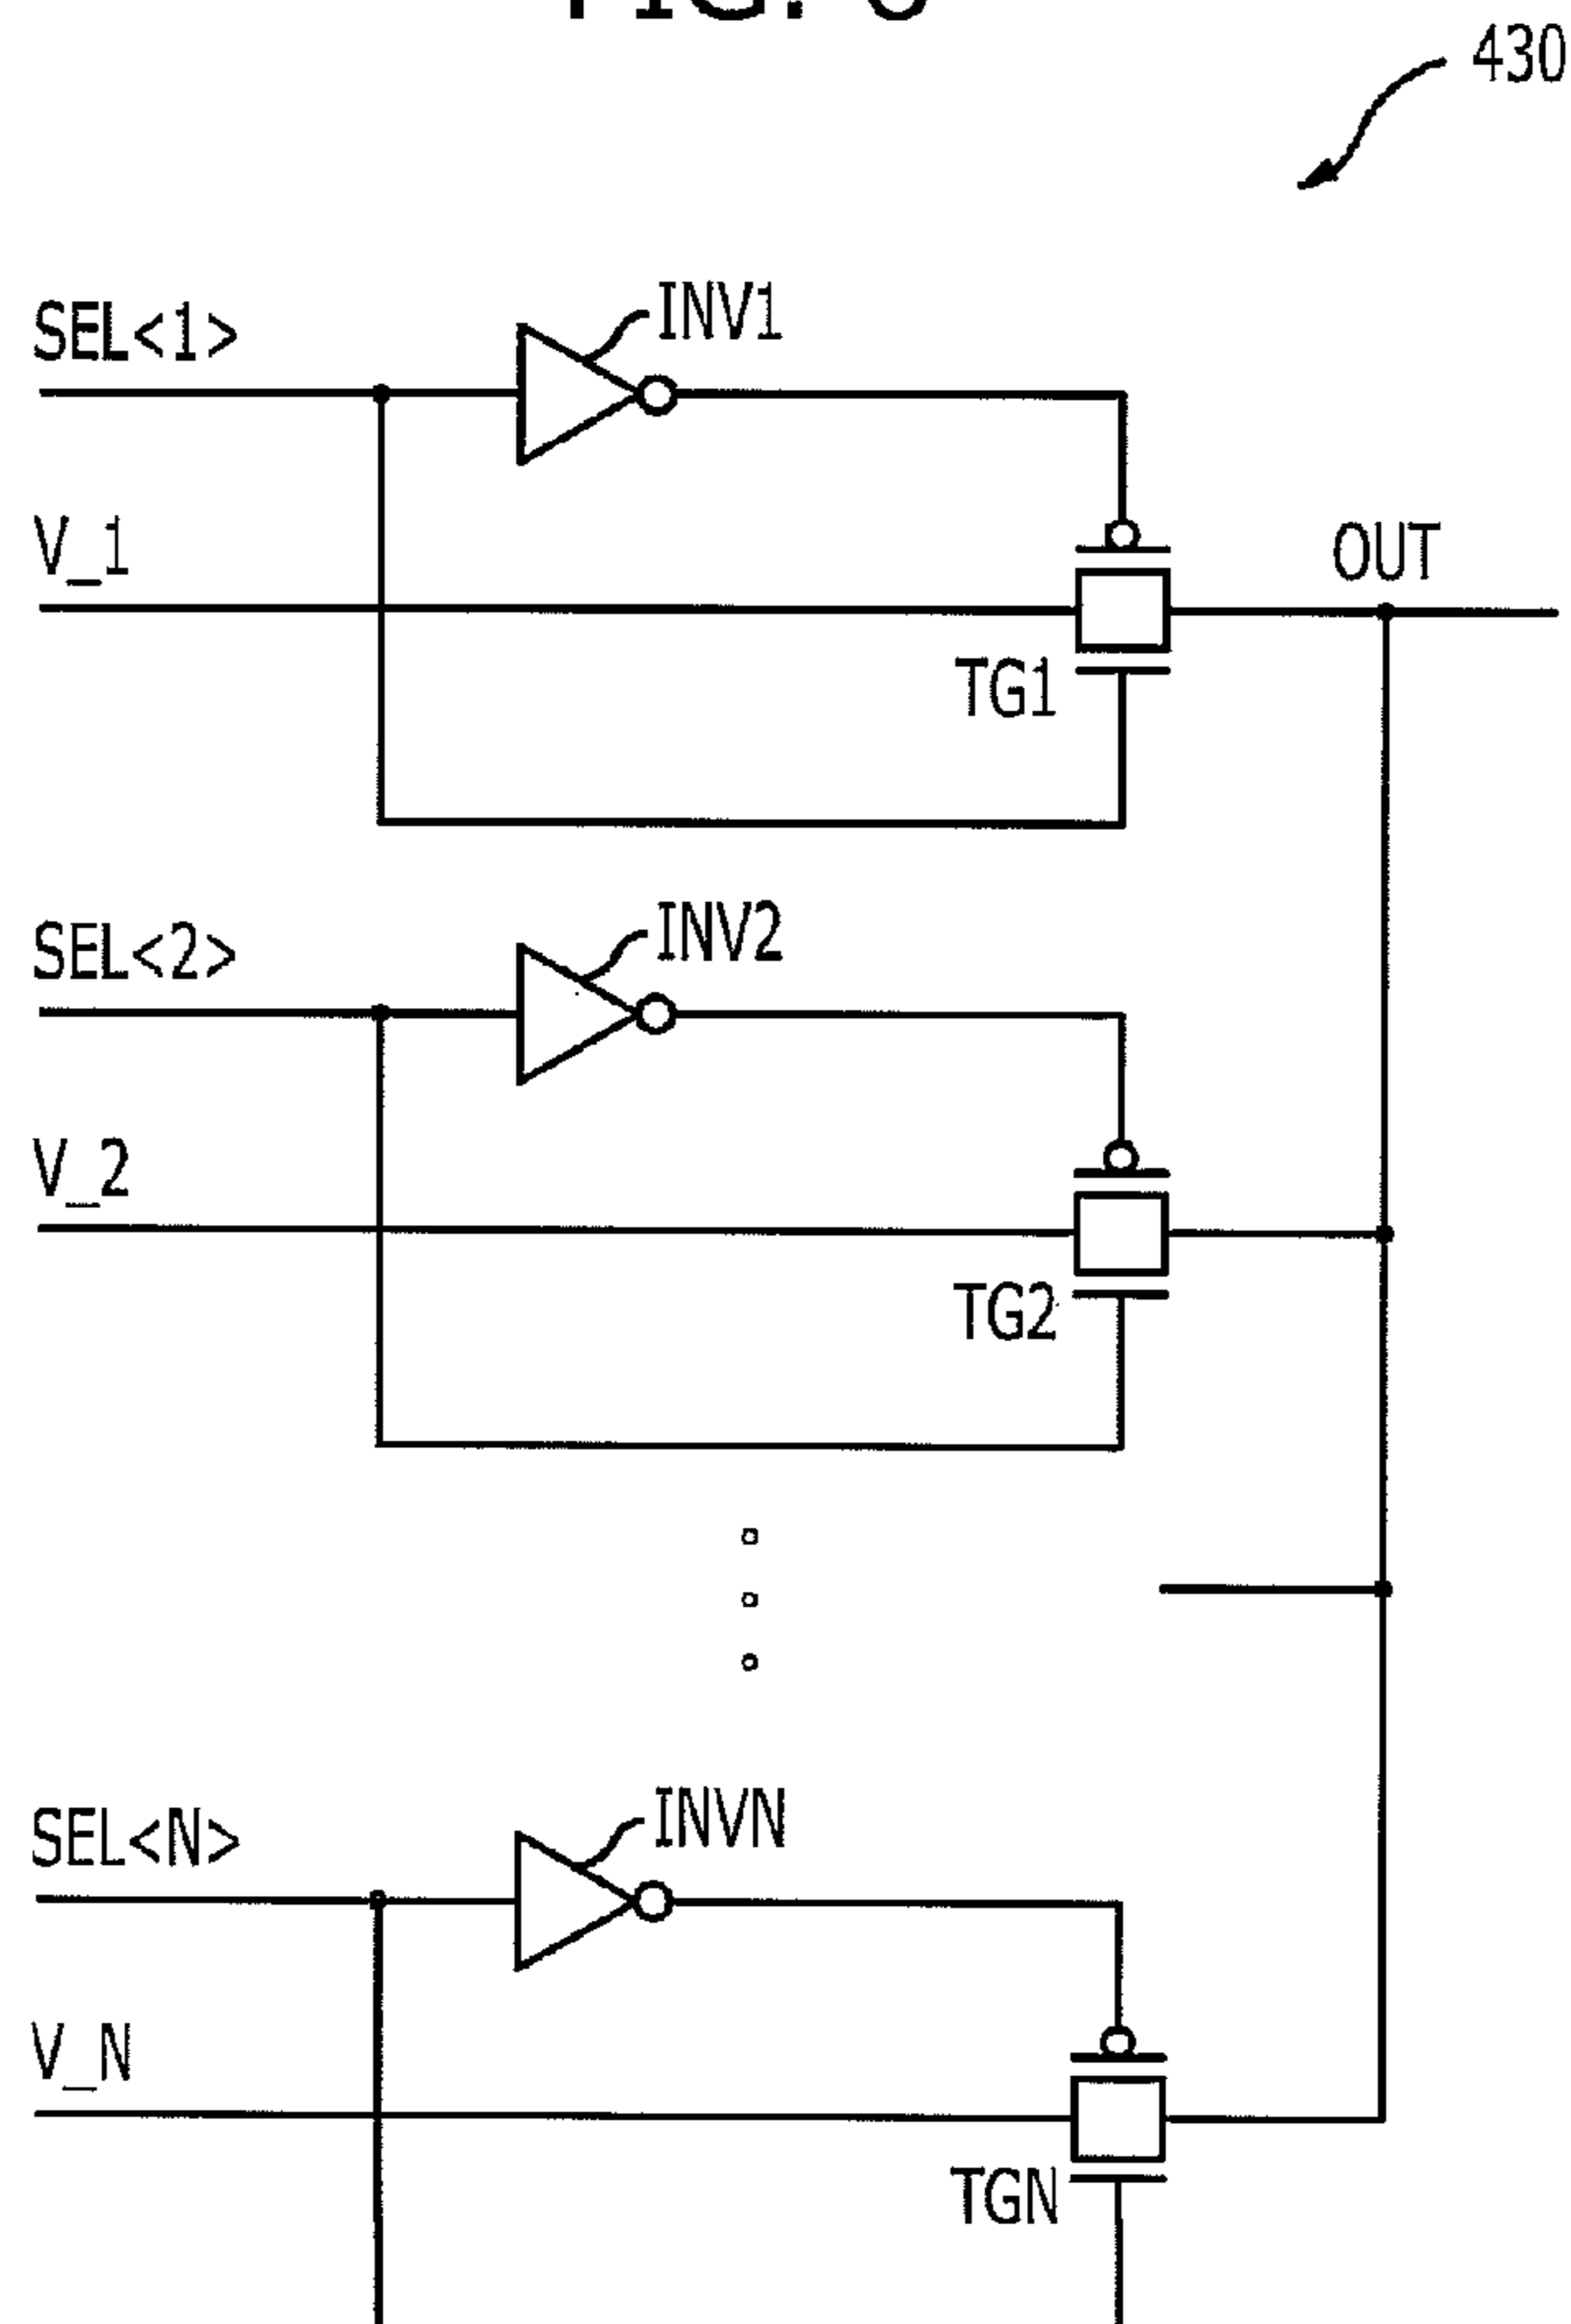 430
SEL<1>
INV1
V_1
OUT
TG1
SEL<2>
INV2
V_2
TG2
SEL<N>
INVN
V_N
TGN